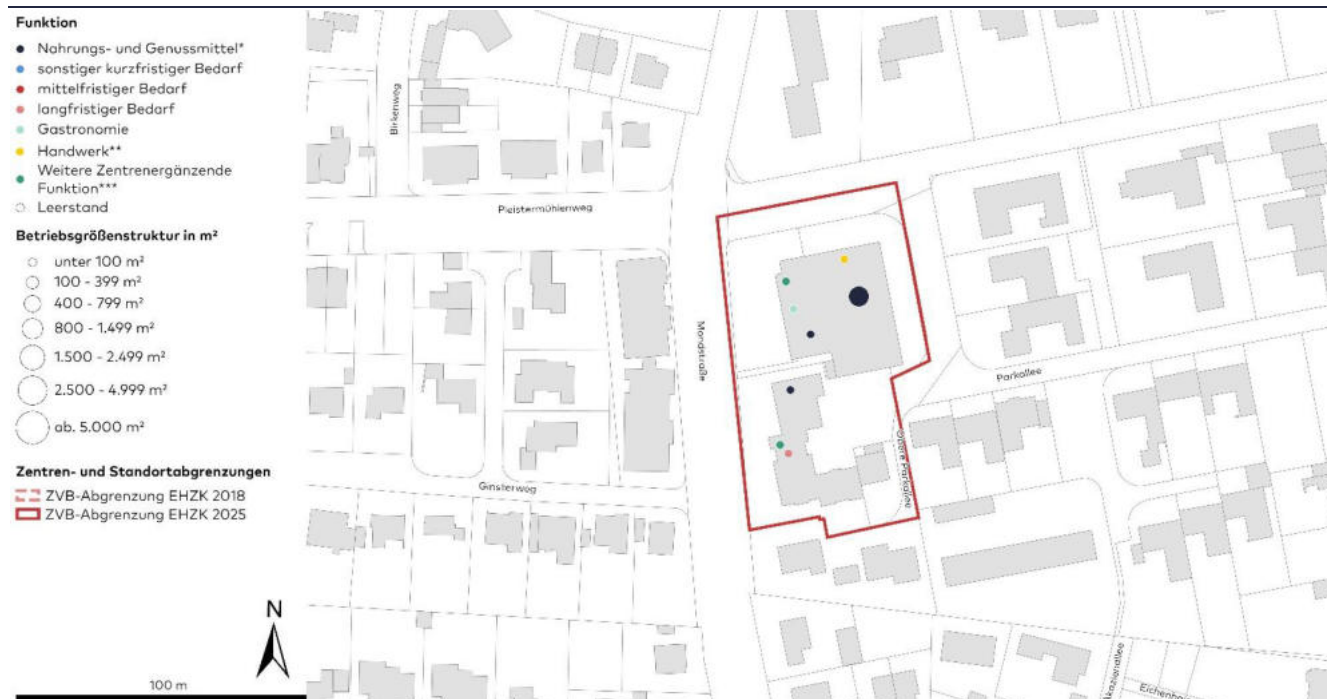 Funktion
Nahrungs- und Genussmittel*
sonstiger kurzfristiger Bedarf
mittelfristiger Bedarf
langfristiger Bedarf
Gastronomie
Handwerk**
Weitere Zentrenergänzende
Funktion***
Leerstand
Betriebsgrößenstruktur in m²
unter 100 m²
100 - 399 m²
400 - 799 m²
800 - 1.499 m²
1.500 - 2.499 m²
2.500 - 4.999 m²
ab. 5.000 m²
Zentren- und Standortabgrenzungen
ZVB-Abgrenzung EHZK 2018
ZVB-Abgrenzung EHZK 2025
N
100 m
Birkenweg
Pleistermühlenweg
Mondstraße
Parkallee
Obere Parkallee
Ginsterweg